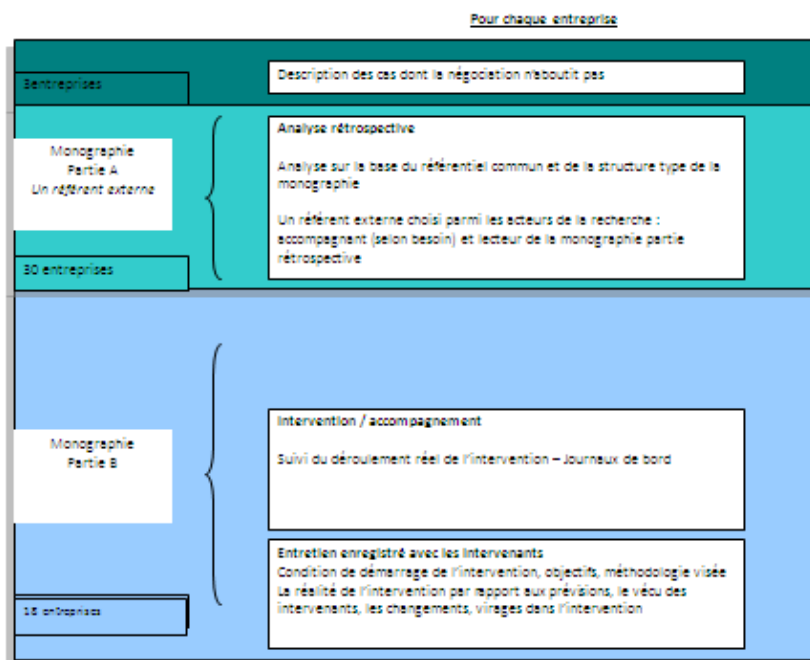 Pour chaque entreprise
3entreprises
Description des cas dont la négociation n'aboutit pas
Monographie
Partie A
Un référent externe
Analyse rétrospective
Analyse sur la base du référentiel commun et de la structure type de la
monographie
Un référent externe choisi parmi les acteurs de la recherche :
accompagnant (selon besoin) et lecteur de la monographie partie
rétrospective
30 entreprises
Monographie
Partie B
Intervention / accompagnement
Suivi du déroulement réel de l'intervention – Journaux de bord
Entretien enregistré avec les intervenants
Condition de démarrage de l'intervention, objectifs, méthodologie visée
La réalité de l'intervention par rapport aux prévisions, le vécu des
intervenants, les changements, virages dans l'intervention
18 entreprises